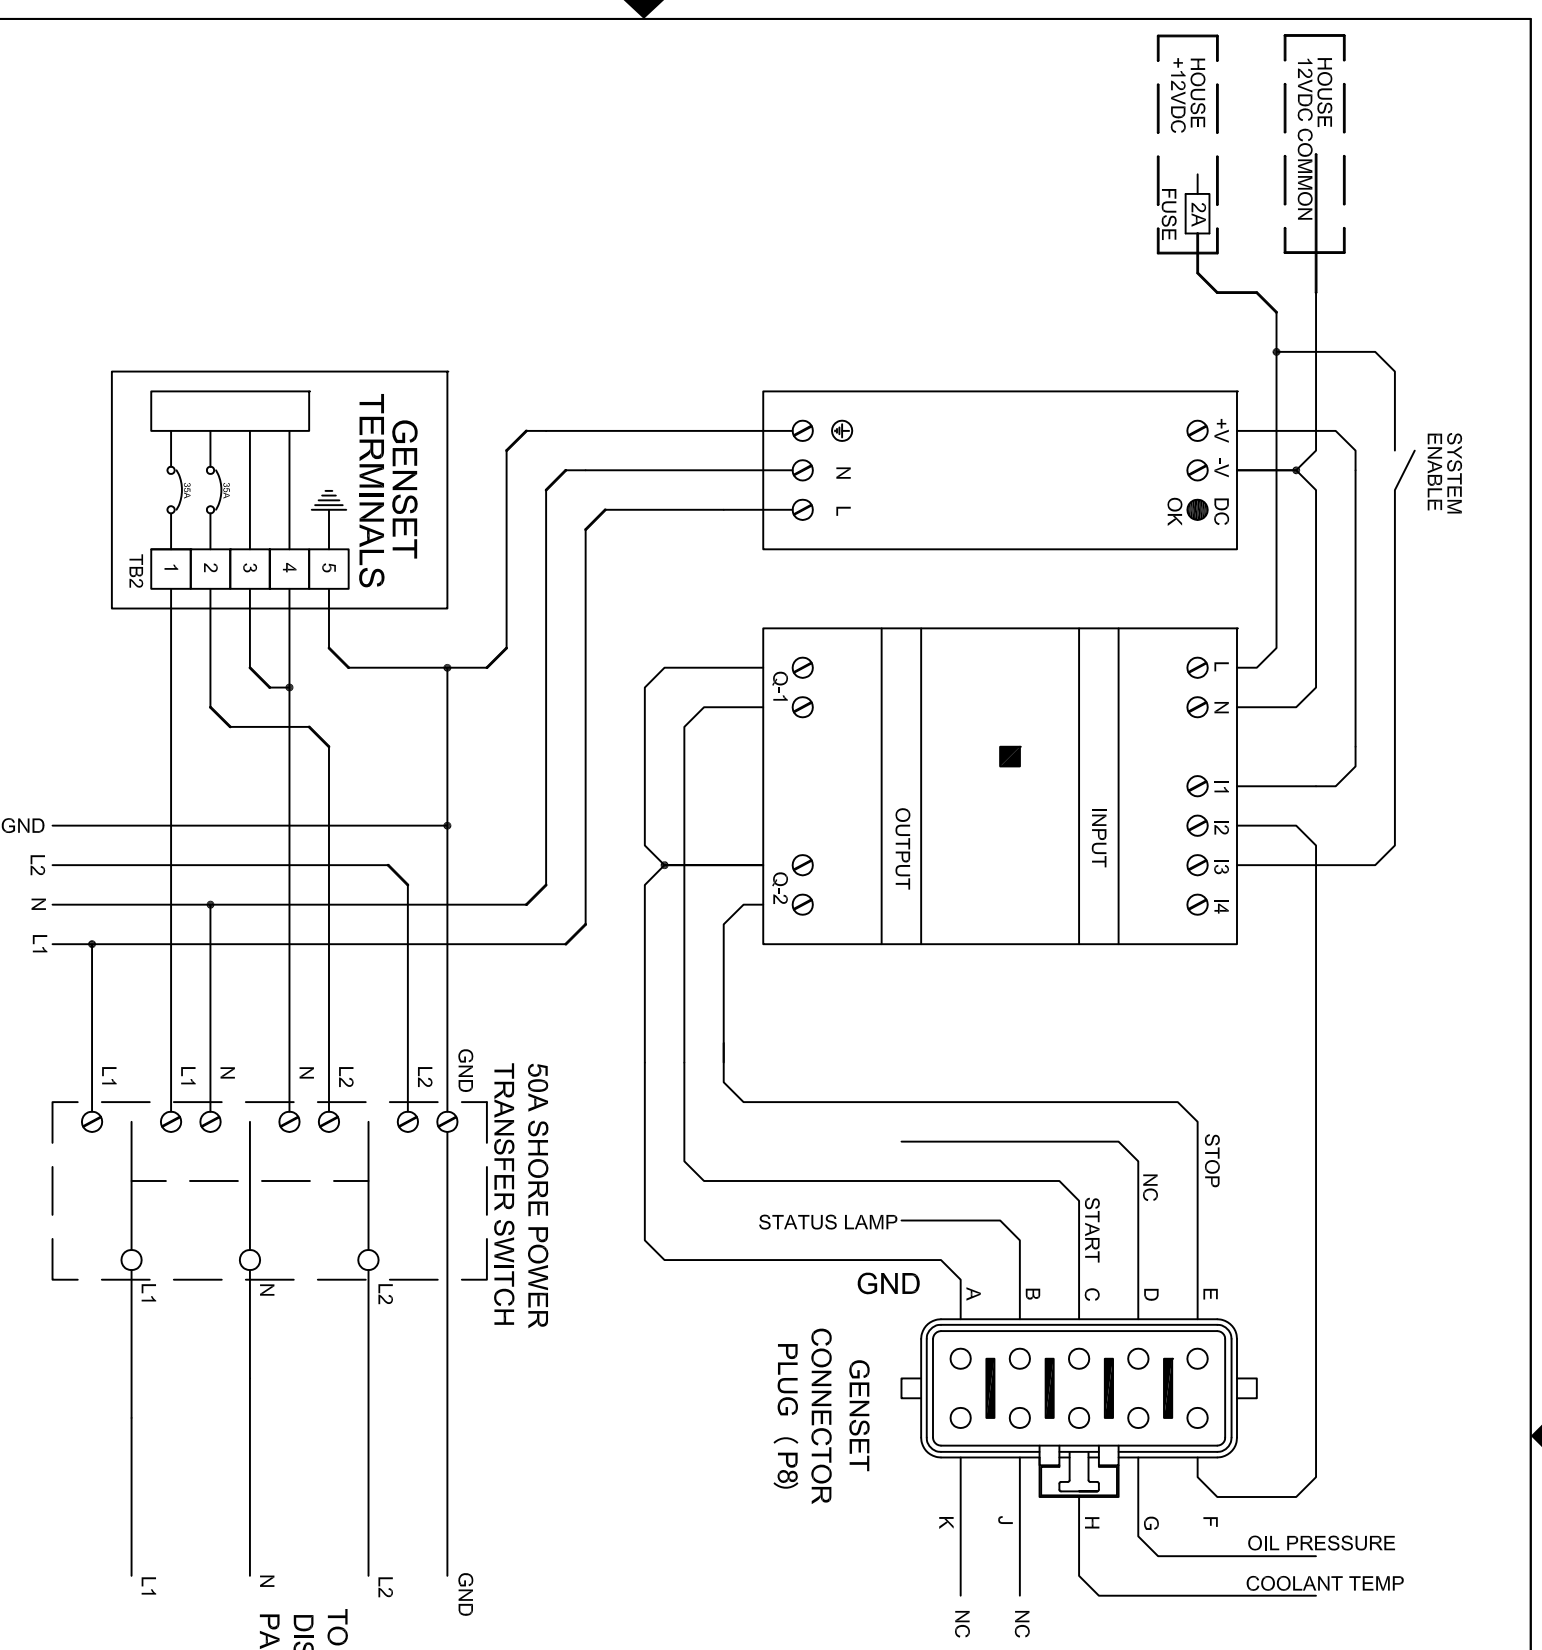 HOUSE
+12VDC
2A
FUSE
HOUSE
12VDC COMMON
SYSTEM
ENABLE
+V
-V
DC
OK
N
L
L
N
I1
I2
I3
I4
INPUT
OUTPUT
Q-1
Q-2
GENSET
TERMINALS
35A
35A
1
2
3
4
5
TB2
GND
L2
N
L1
50A SHORE POWER
TRANSFER SWITCH
L1
L1
N
N
L2
L2
GND
L1
N
L2
L1
N
L2
GND
TO
DIS
PA
STOP
NC
START
STATUS LAMP
GND
A
B
C
D
E
GENSET
CONNECTOR
PLUG (P8)
K
J
H
G
F
OIL PRESSURE
COOLANT TEMP
NC
NC